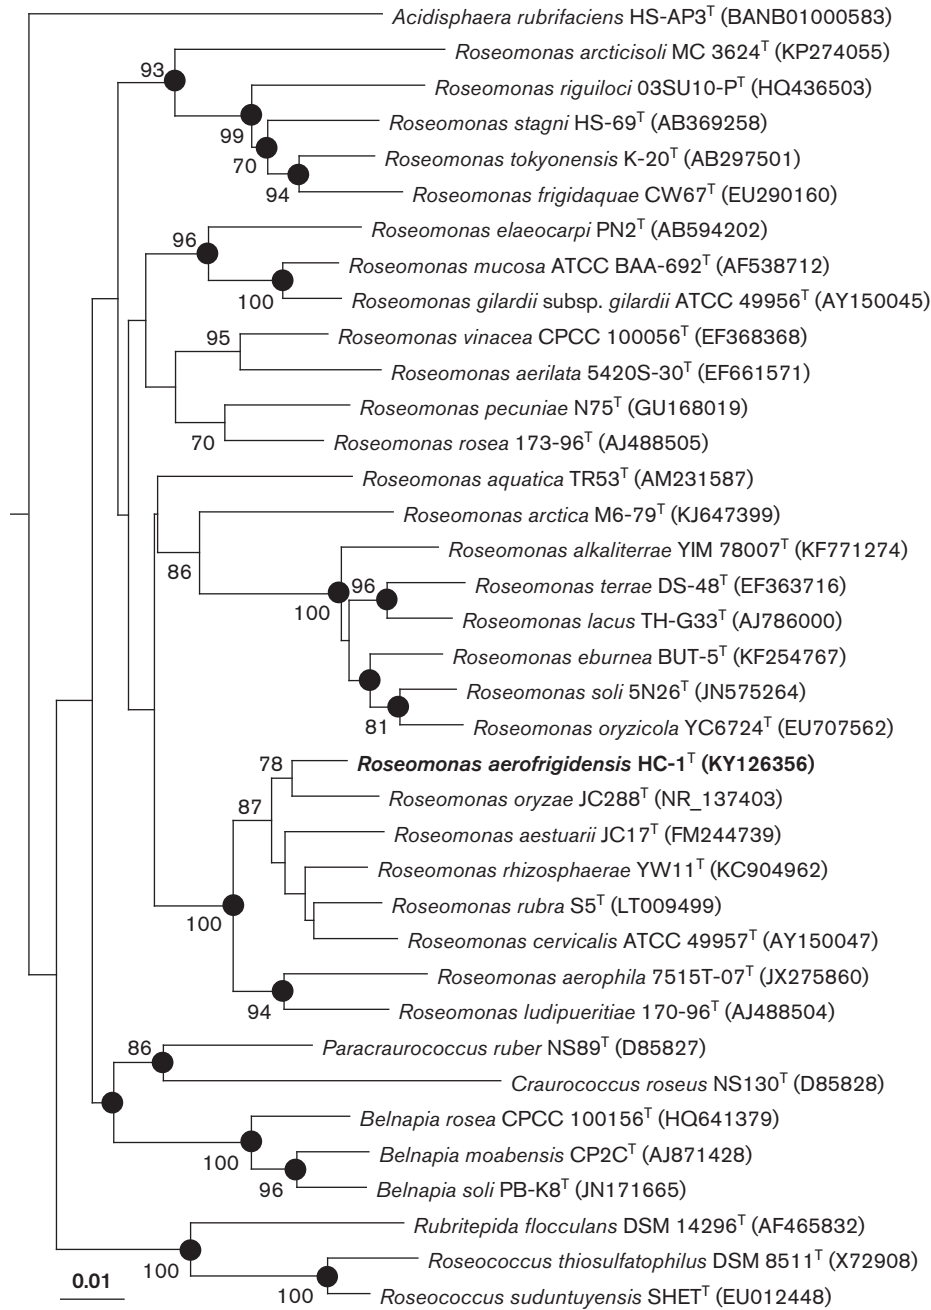 Acidisphaera rubrifaciens HS-AP3ᵀ (BANB01000583)
Roseomonas arcticisoli MC 3624ᵀ (KP274055)
93
Roseomonas riguiloci 03SU10-Pᵀ (HQ436503)
99
Roseomonas stagni HS-69ᵀ (AB369258)
70
Roseomonas tokyonensis K-20ᵀ (AB297501)
94
Roseomonas frigidaquae CW67ᵀ (EU290160)
Roseomonas elaeocarpi PN2ᵀ (AB594202)
96
Roseomonas mucosa ATCC BAA-692ᵀ (AF538712)
100
Roseomonas gilardii subsp. gilardii ATCC 49956ᵀ (AY150045)
95
Roseomonas vinacea CPCC 100056ᵀ (EF368368)
Roseomonas aerilata 5420S-30ᵀ (EF661571)
Roseomonas pecuniae N75ᵀ (GU168019)
70
Roseomonas rosea 173-96ᵀ (AJ488505)
Roseomonas aquatica TR53ᵀ (AM231587)
Roseomonas arctica M6-79ᵀ (KJ647399)
86
Roseomonas alkaliterrae YIM 78007ᵀ (KF771274)
96
Roseomonas terrae DS-48ᵀ (EF363716)
100
Roseomonas lacus TH-G33ᵀ (AJ786000)
Roseomonas eburnea BUT-5ᵀ (KF254767)
Roseomonas soli 5N26ᵀ (JN575264)
81
Roseomonas oryzicola YC6724ᵀ (EU707562)
78
Roseomonas aerofrigidensis HC-1ᵀ (KY126356)
Roseomonas oryzae JC288ᵀ (NR_137403)
87
Roseomonas aestuarii JC17ᵀ (FM244739)
Roseomonas rhizosphaerae YW11ᵀ (KC904962)
Roseomonas rubra S5ᵀ (LT009499)
100
Roseomonas cervicalis ATCC 49957ᵀ (AY150047)
Roseomonas aerophila 7515T-07ᵀ (JX275860)
94
Roseomonas ludipueritiae 170-96ᵀ (AJ488504)
86
Paracraurococcus ruber NS89ᵀ (D85827)
Craurococcus roseus NS130ᵀ (D85828)
Belnapia rosea CPCC 100156ᵀ (HQ641379)
100
Belnapia moabensis CP2Cᵀ (AJ871428)
96
Belnapia soli PB-K8ᵀ (JN171665)
Rubritepida flocculans DSM 14296ᵀ (AF465832)
100
Roseococcus thiosulfatophilus DSM 8511ᵀ (X72908)
0.01
100
Roseococcus suduntuyensis SHETᵀ (EU012448)